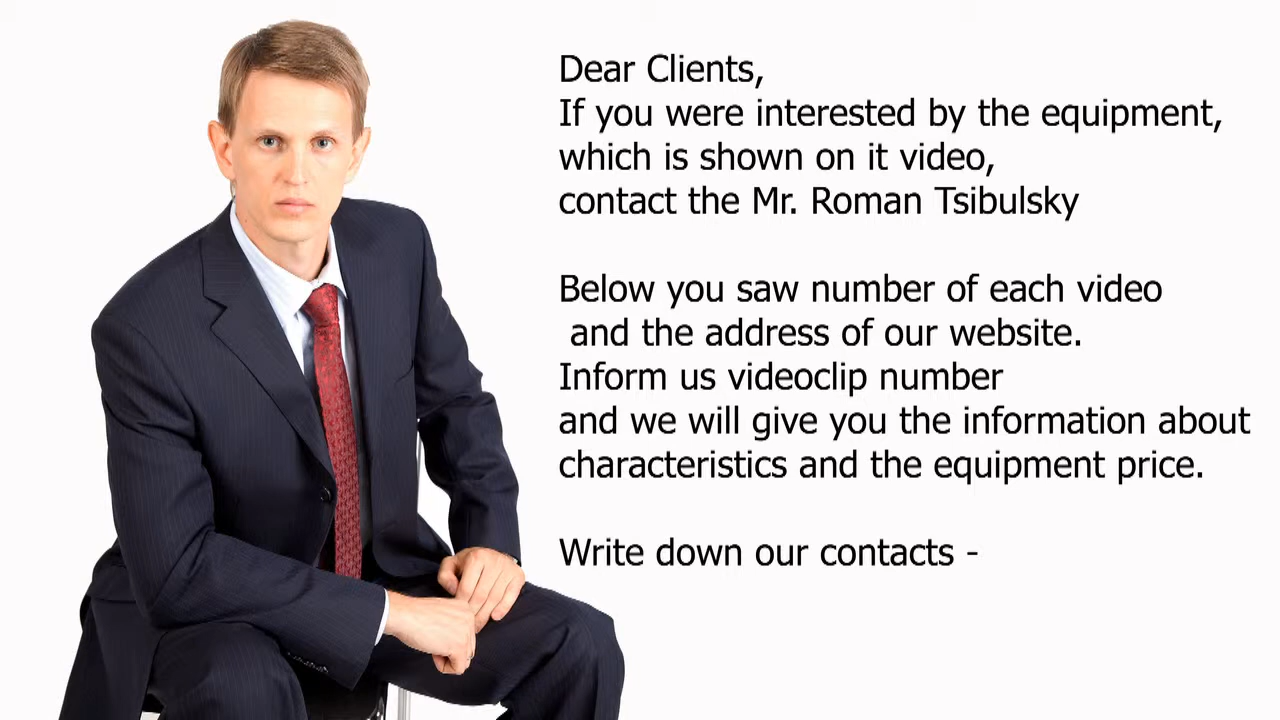 Dear Clients,
If you were interested by the equipment,
which is shown on it video,
contact the Mr. Roman Tsibulsky
Below you saw number of each video
and the address of our website.
Inform us videoclip number
and we will give you the information about
characteristics and the equipment price.
Write down our contacts -